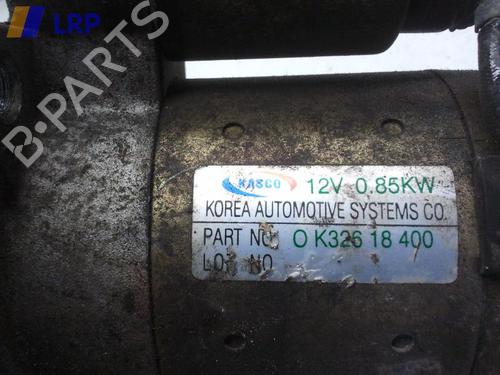 LRP
B-PARTS
KASCO 12V 0.85KW
KOREA AUTOMOTIVE SYSTEMS CO.
PART NO. O K326 18 400
LOT NO.